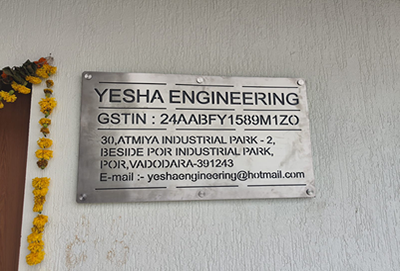 YESHA ENGINEERING
GSTIN : 24AABFY1589M1ZO
30,ATMIYA INDUSTRIAL PARK - 2,
BESIDE POR INDUSTRIAL PARK,
POR,VADODARA-391243
E-mail :- yeshaengineering@hotmail.com